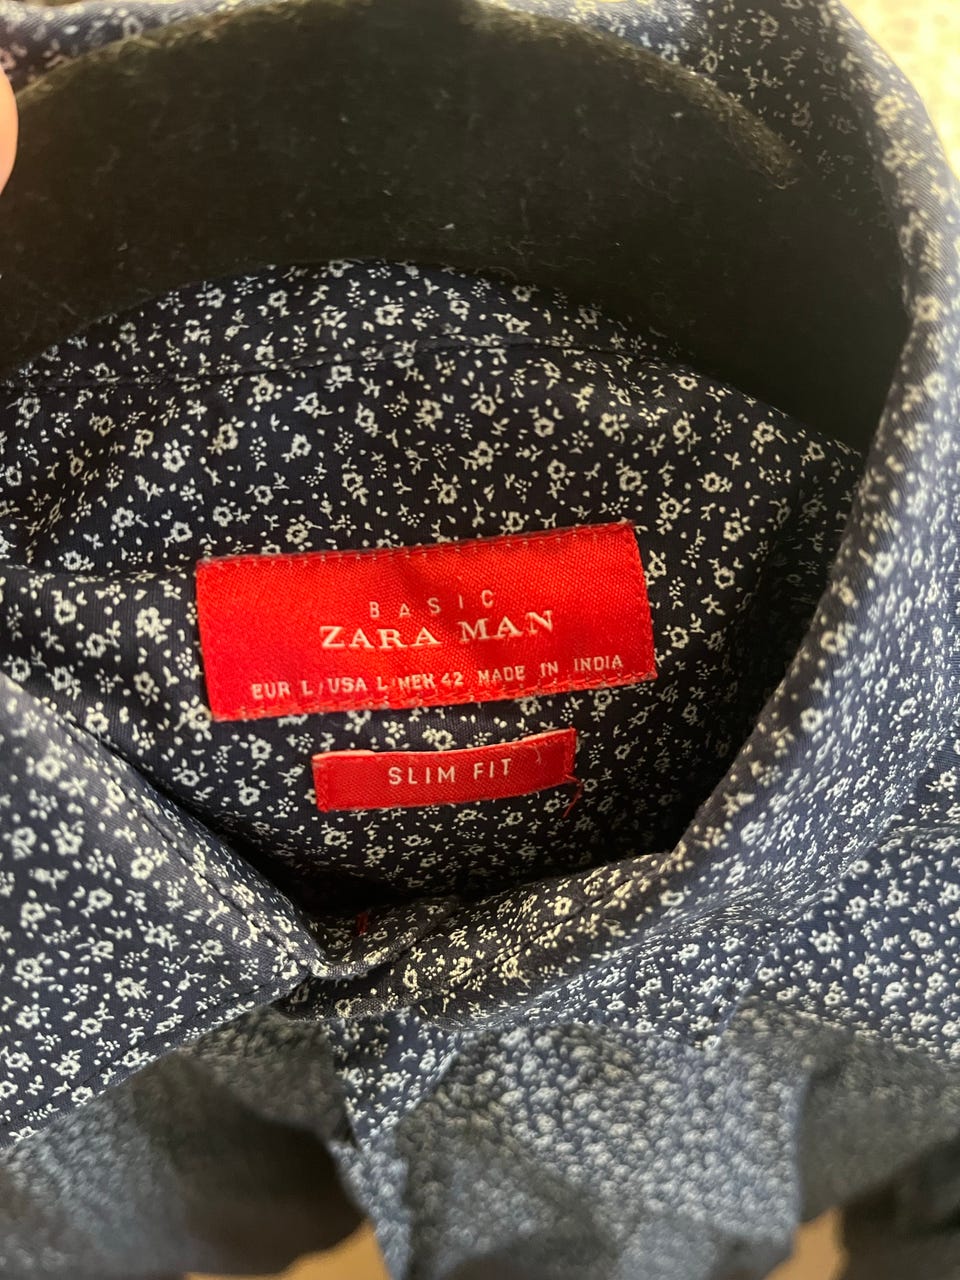 BASIC
ZARA MAN
EUR L / USA L / MEX 42 MADE IN INDIA
SLIM FIT